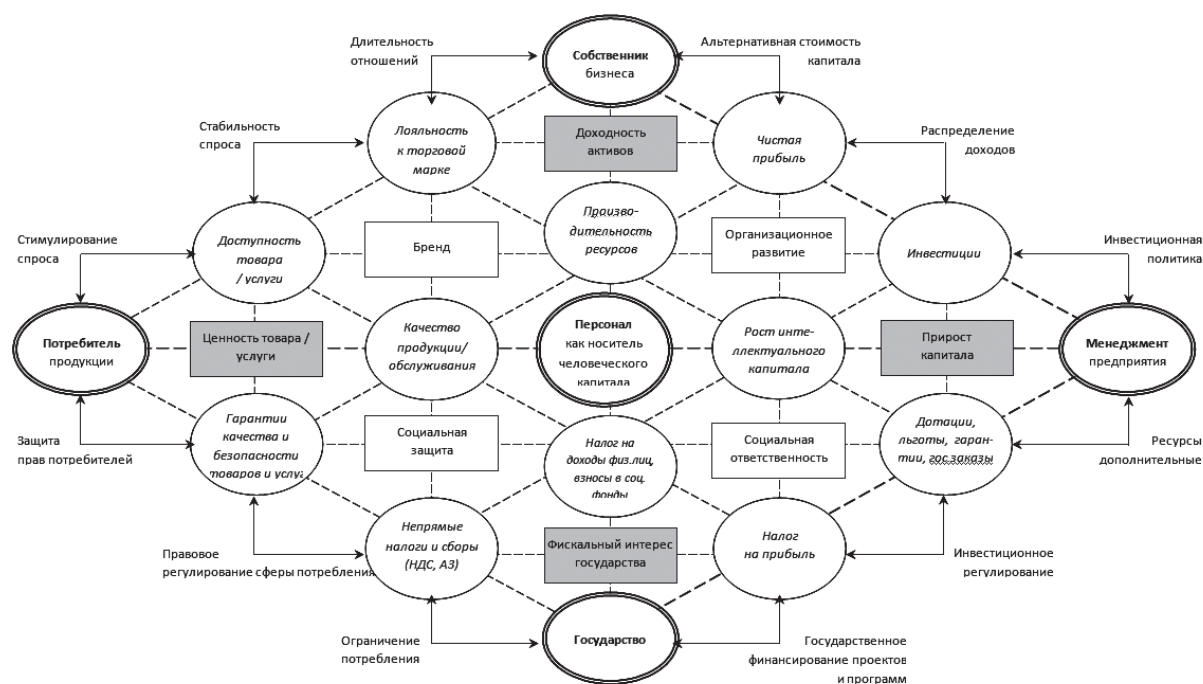 Длительность
отношений
Собственник
бизнеса
Альтернативная стоимость
капитала
Стабильность
спроса
Лояльность
к торговой
марке
Доходность
активов
Чистая
прибыль
Распределение
доходов
Стимулирование
спроса
Доступность
товара
/ услуги
Бренд
Произво-
дительность
ресурсов
Организационное
развитие
Инвестиции
Инвестиционная
политика
Потребитель
продукции
Ценность товара /
услуги
Качество
продукции/
обслуживания
Персонал
как носитель
человеческого
капитала
Рост инте-
ллектуального
капитала
Прирост
капитала
Менеджмент
предприятия
Защита
прав потребителей
Гарантии
качества и
безопасности
товаров и услуг
Социальная
защита
Налог на
доходы физ.лиц,
взносы в соц.
фонды
Социальная
ответственность
Дотации,
льготы, гаран-
тии, гос.заказы
Ресурсы
дополнительные
Правовое
регулирование сферы потребления
Непрямые
налоги и сборы
(НДС, АЗ)
Фискальный интерес
государства
Налог
на прибыль
Инвестиционное
регулирование
Ограничение
потребления
Государство
Государственное
финансирование проектов
и программ